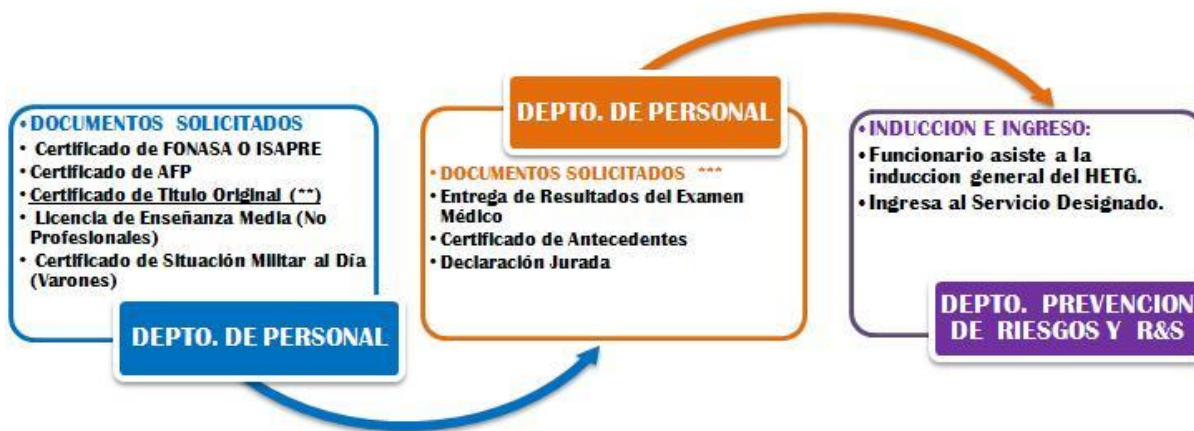 • DOCUMENTOS SOLICITADOS
• Certificado de FONASA O ISAPRE
• Certificado de AFP
• Certificado de Titulo Original (**)
• Licencia de Enseñanza Media (No
Profesionales)
• Certificado de Situación Militar al Día
(Varones)
DEPTO. DE PERSONAL
DEPTO. DE PERSONAL
• DOCUMENTOS SOLICITADOS ***
• Entrega de Resultados del Examen
Médico
• Certificado de Antecedentes
• Declaración Jurada
• INDUCCION E INGRESO:
• Funcionario asiste a la
induccion general del HETG.
• Ingresa al Servicio Designado.
DEPTO. PREVENCION
DE RIESGOS Y R&S